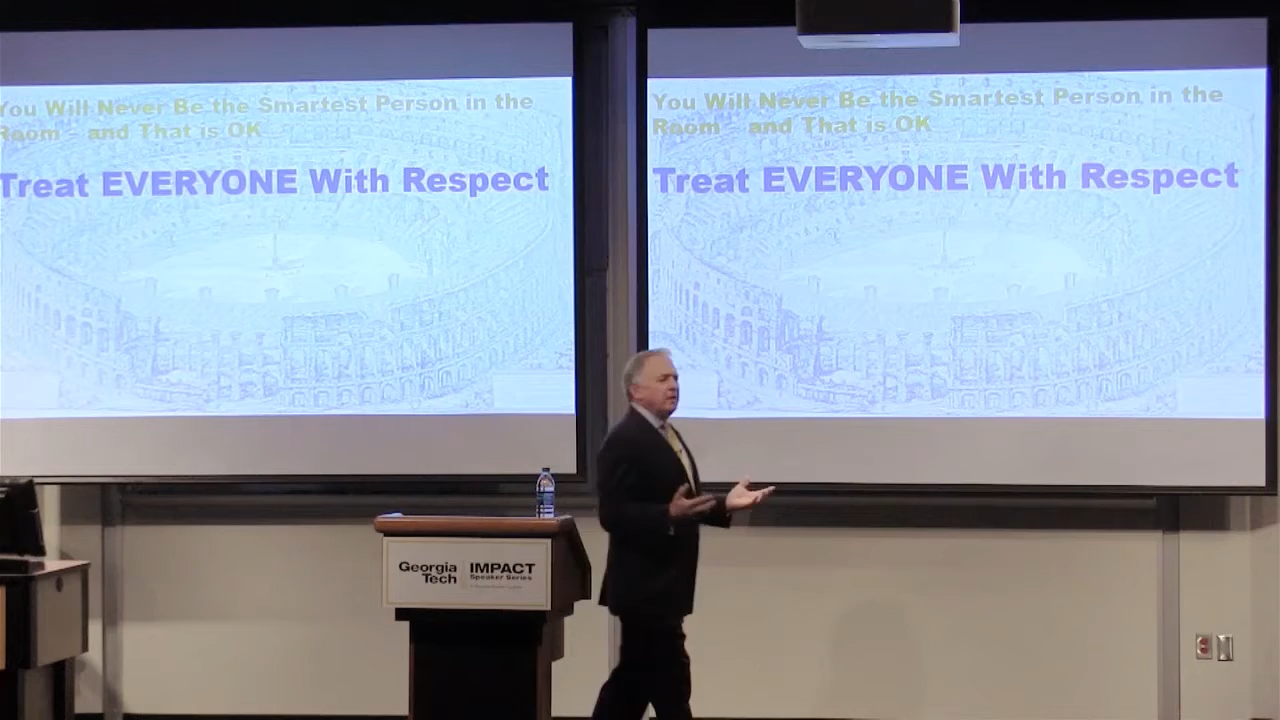 You Will Never Be the Smartest Person in the
Room - and That is OK
Treat EVERYONE With Respect
You Will Never Be the Smartest Person in the
Room - and That is OK
Treat EVERYONE With Respect
Georgia
Tech
IMPACT
Speaker Series